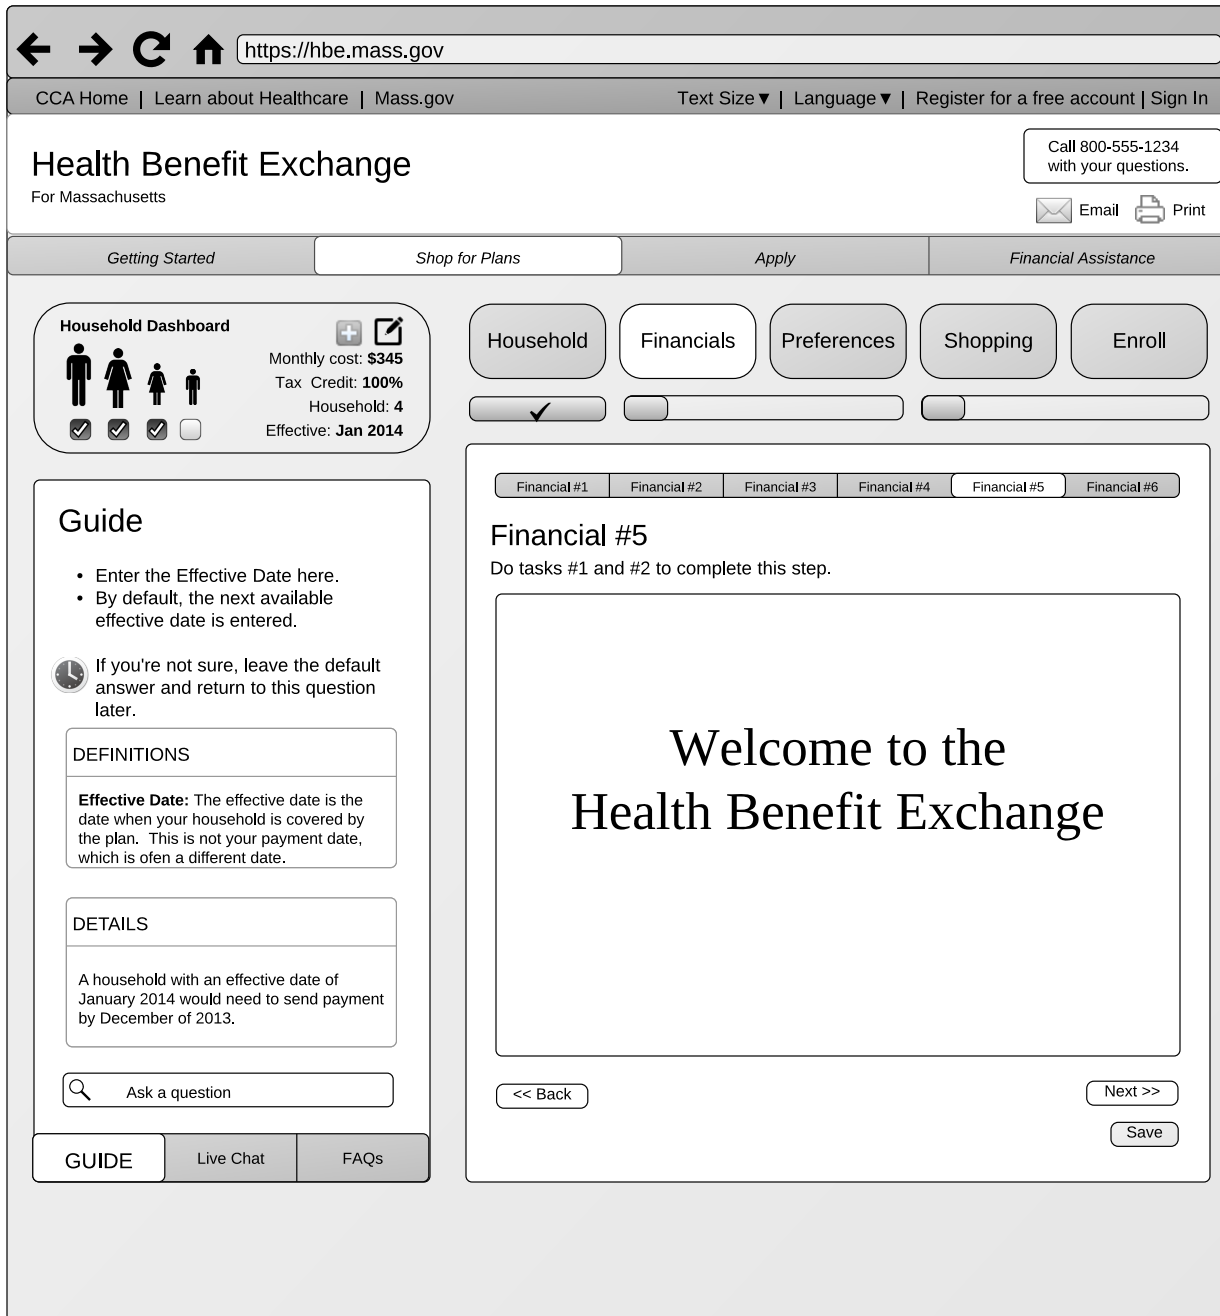 https://hbe.mass.gov
CCA Home | Learn about Healthcare | Mass.gov
Text Size ▼ | Language ▼ | Register for a free account | Sign In
Health Benefit Exchange
For Massachusetts
Call 800-555-1234
with your questions.
Email
Print
Getting Started
Shop for Plans
Apply
Financial Assistance
Household Dashboard
Monthly cost: $345
Tax Credit: 100%
Household: 4
Effective: Jan 2014
Household
Financials
Preferences
Shopping
Enroll
Guide
• Enter the Effective Date here.
• By default, the next available
effective date is entered.
If you're not sure, leave the default
answer and return to this question
later.
DEFINITIONS
Effective Date: The effective date is the
date when your household is covered by
the plan. This is not your payment date,
which is ofen a different date.
DETAILS
A household with an effective date of
January 2014 would need to send payment
by December of 2013.
Ask a question
GUIDE
Live Chat
FAQs
Financial #1
Financial #2
Financial #3
Financial #4
Financial #5
Financial #6
Financial #5
Do tasks #1 and #2 to complete this step.
Welcome to the
Health Benefit Exchange
<< Back
Next >>
Save